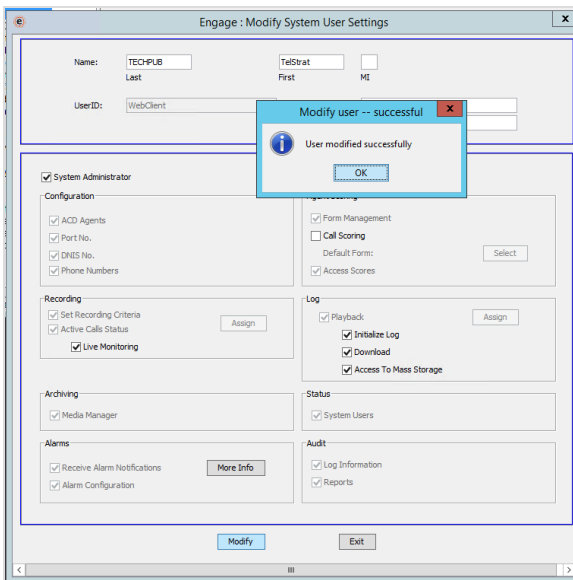 e Engage : Modify System User Settings x
Name: TECHPUB TelStrat
Last First MI
UserID: WebClient
Modify user -- successful x
User modified successfully
OK
System Administrator
Configuration
ACD Agents
Port No.
DNIS No.
Phone Numbers
Agent Scoring
Form Management
Call Scoring
Default Form: Select
Access Scores
Recording
Set Recording Criteria
Active Calls Status
Assign
Live Monitoring
Log
Playback Assign
Initialize Log
Download
Access To Mass Storage
Archiving
Media Manager
Status
System Users
Alarms
Receive Alarm Notifications More Info
Alarm Configuration
Audit
Log Information
Reports
Modify Exit